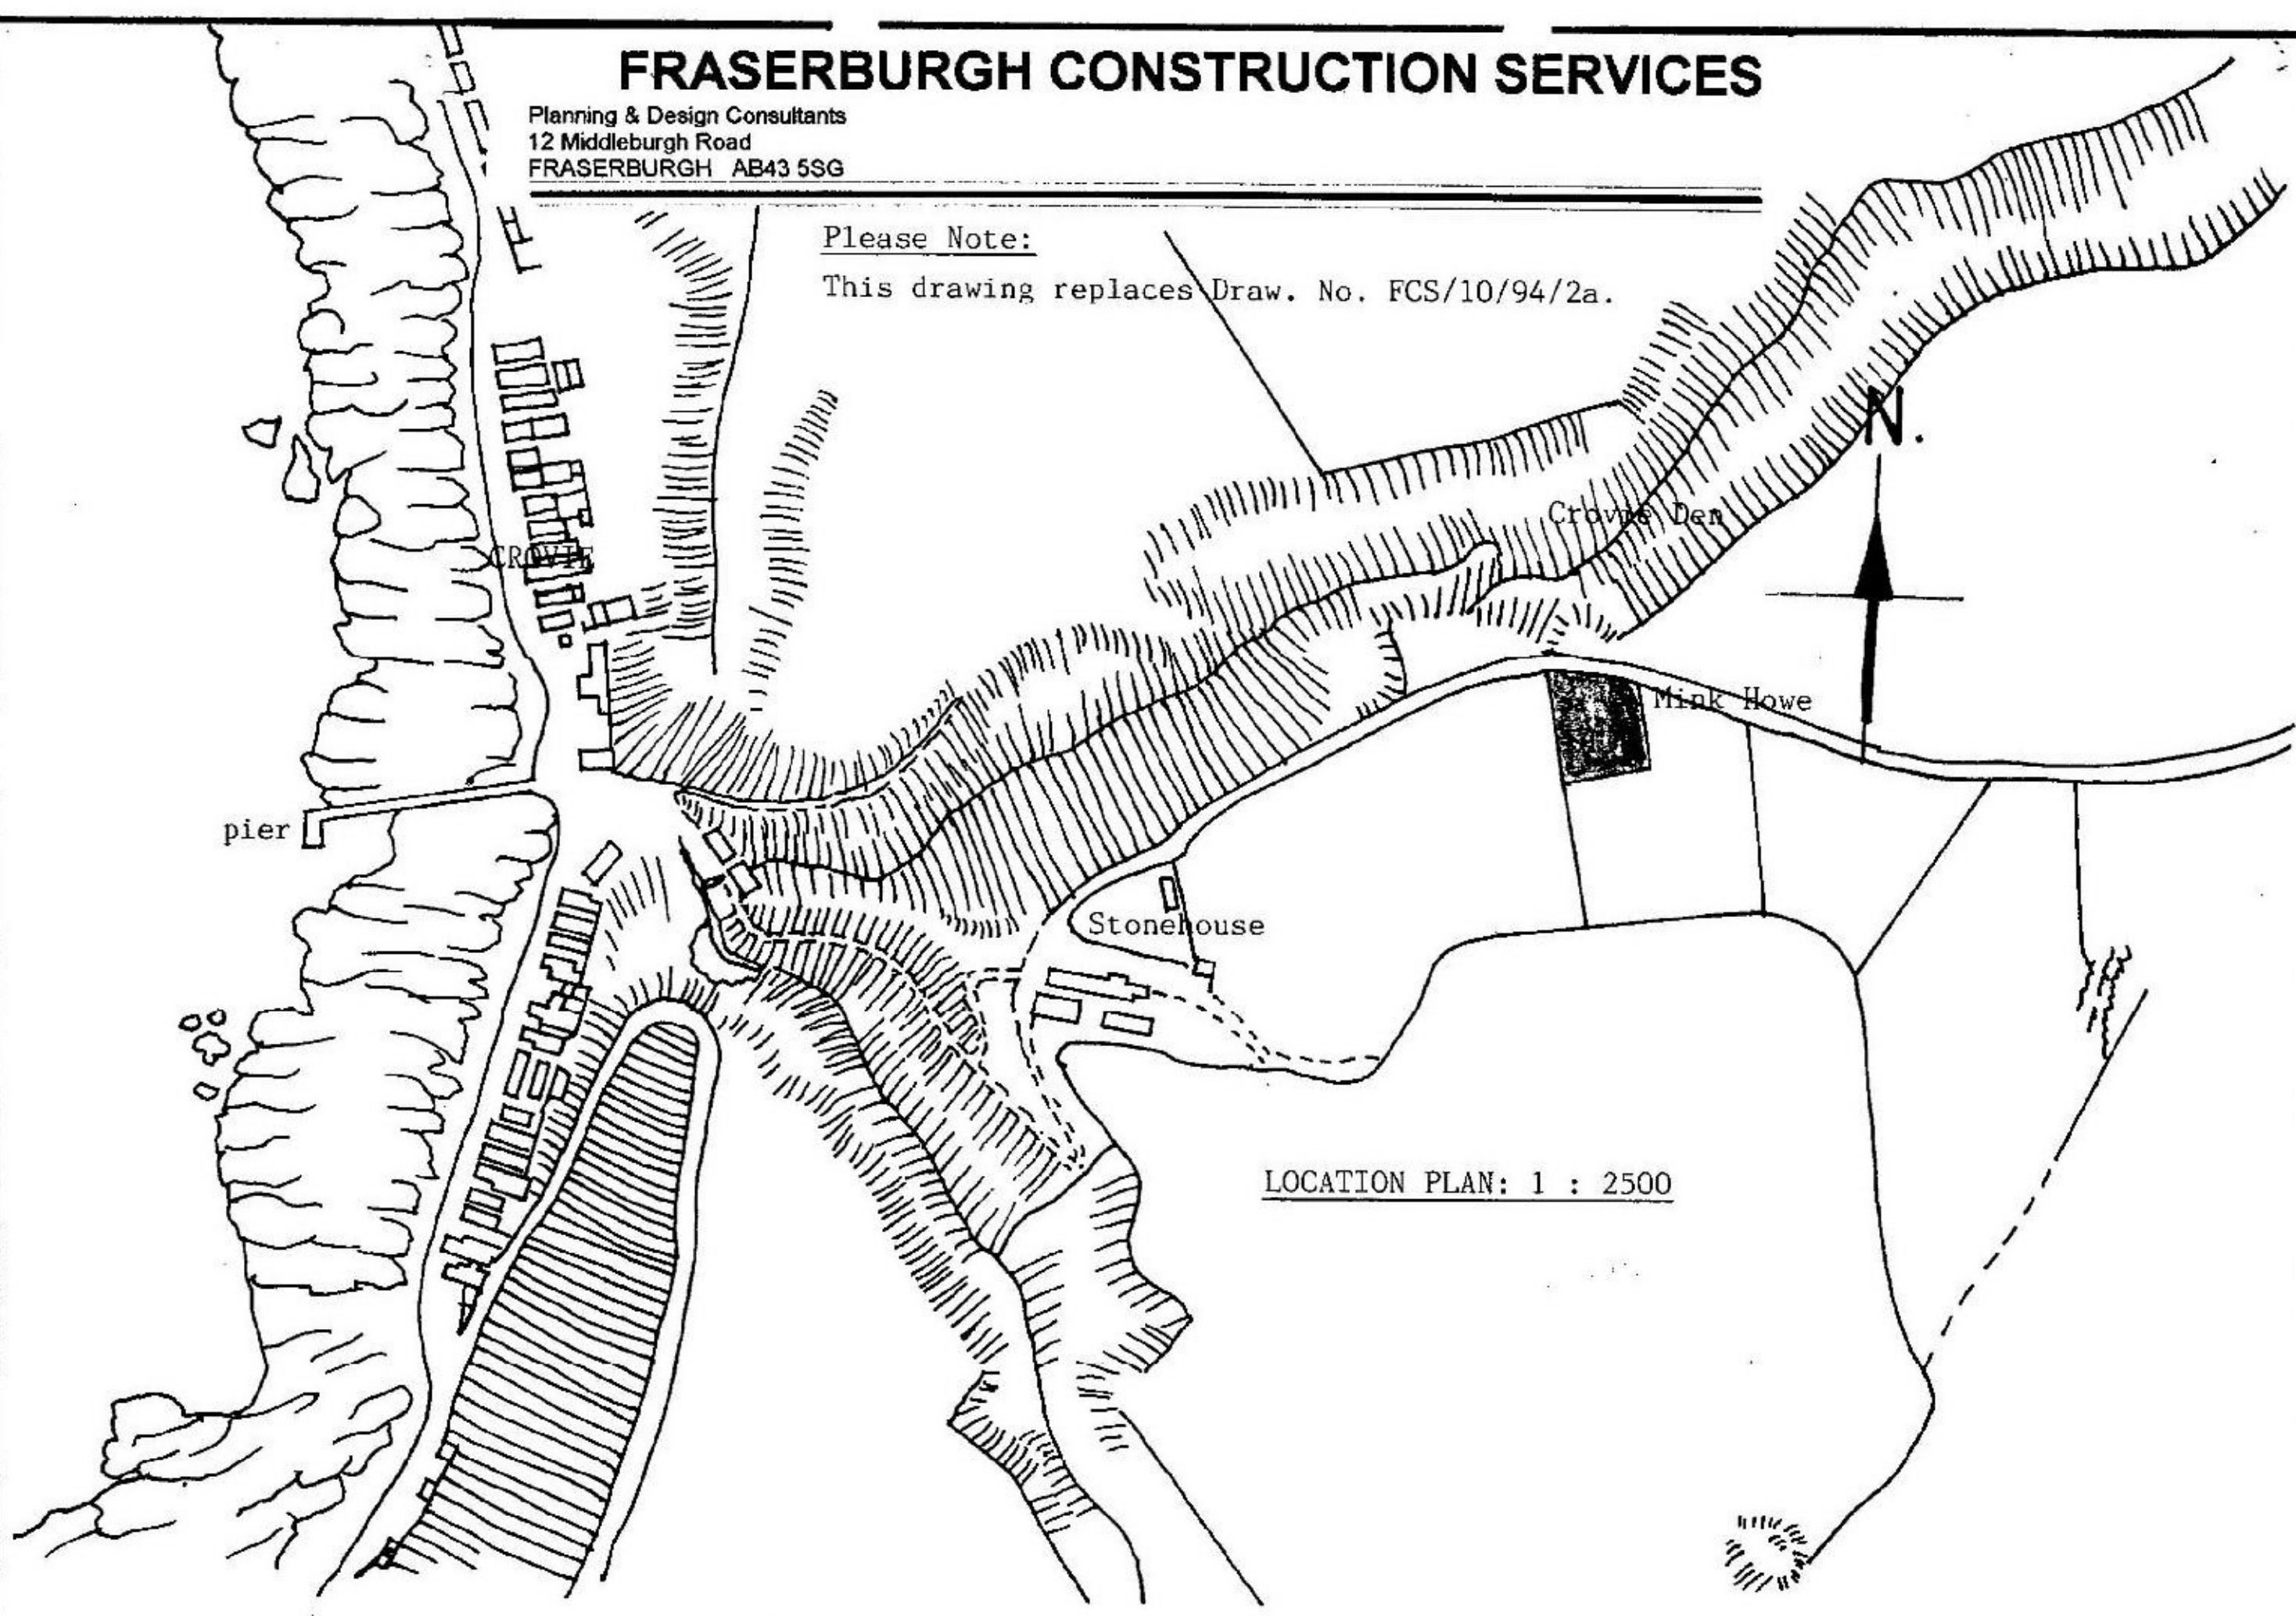 FRASERBURGH CONSTRUCTION SERVICES
Planning & Design Consultants
12 Middleburgh Road
FRASERBURGH AB43 5SG
Please Note:
This drawing replaces Draw. No. FCS/10/94/2a.
N.
Crovie Den
CROVIE
Mink Howe
pier
Stonehouse
LOCATION PLAN: 1 : 2500